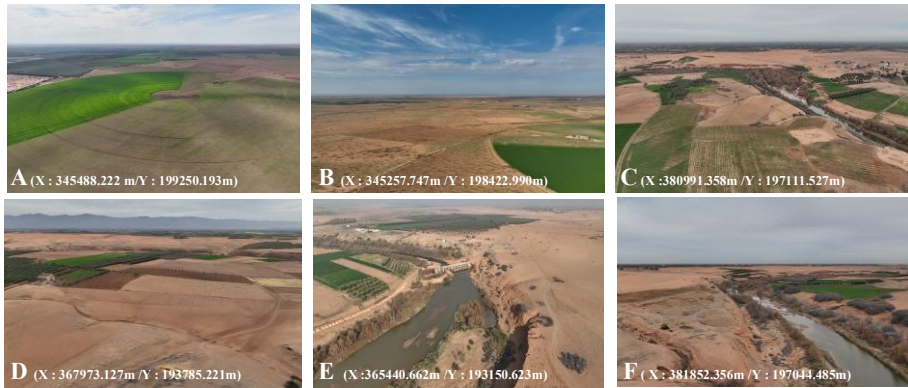 A (X : 345488.222 m/Y : 199250.193m)
B (X : 345257.747m /Y : 198422.990m)
C (X :380991.358m /Y : 197111.527m)
D (X : 367973.127m /Y : 193785.221m)
E (X :365440.662m /Y : 193150.623m)
F (X : 381852.356m /Y : 197044.485m)